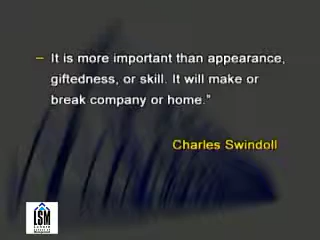 – It is more important than appearance,
giftedness, or skill. It will make or
break company or home."
Charles Swindoll
LSM